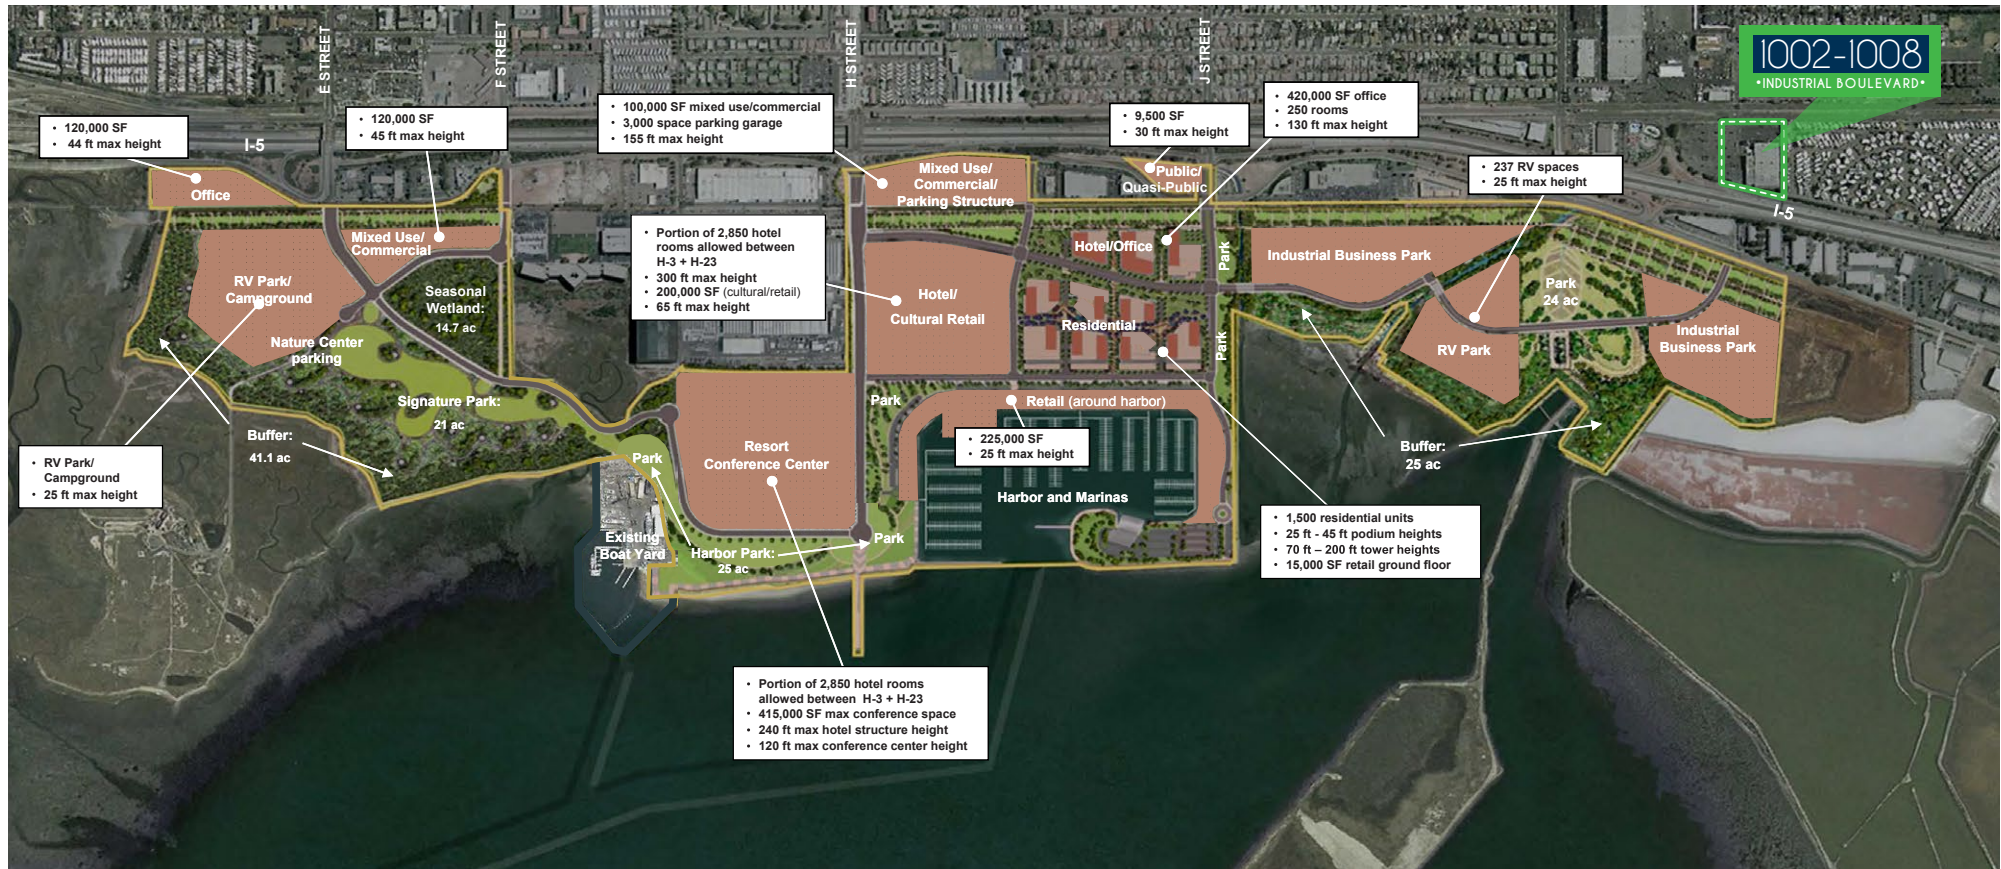 E STREET
F STREET
H STREET
J STREET
1002-1008
•INDUSTRIAL BOULEVARD•
• 120,000 SF
• 44 ft max height
I-5
• 120,000 SF
• 45 ft max height
• 100,000 SF mixed use/commercial
• 3,000 space parking garage
• 155 ft max height
• 9,500 SF
• 30 ft max height
• 420,000 SF office
• 250 rooms
• 130 ft max height
• 237 RV spaces
• 25 ft max height
I-5
Office
Mixed Use/
Commercial
Mixed Use/
Commercial/
Parking Structure
Public/
Quasi-Public
• Portion of 2,850 hotel
rooms allowed between
H-3 + H-23
• 300 ft max height
• 200,000 SF (cultural/retail)
• 65 ft max height
Hotel/Office
Park
Industrial Business Park
RV Park/
Campground
Seasonal
Wetland:
14.7 ac
Hotel/
Cultural Retail
Residential
Park
Park
24 ac
RV Park
Industrial
Business Park
Nature Center
parking
Signature Park:
21 ac
Park
Retail (around harbor)
Buffer:
41.1 ac
• 225,000 SF
• 25 ft max height
Buffer:
25 ac
• RV Park/
Campground
• 25 ft max height
Park
Resort
Conference Center
Harbor and Marinas
Existing
Boat Yard
Harbor Park:
25 ac
Park
• 1,500 residential units
• 25 ft - 45 ft podium heights
• 70 ft – 200 ft tower heights
• 15,000 SF retail ground floor
• Portion of 2,850 hotel rooms
allowed between H-3 + H-23
• 415,000 SF max conference space
• 240 ft max hotel structure height
• 120 ft max conference center height